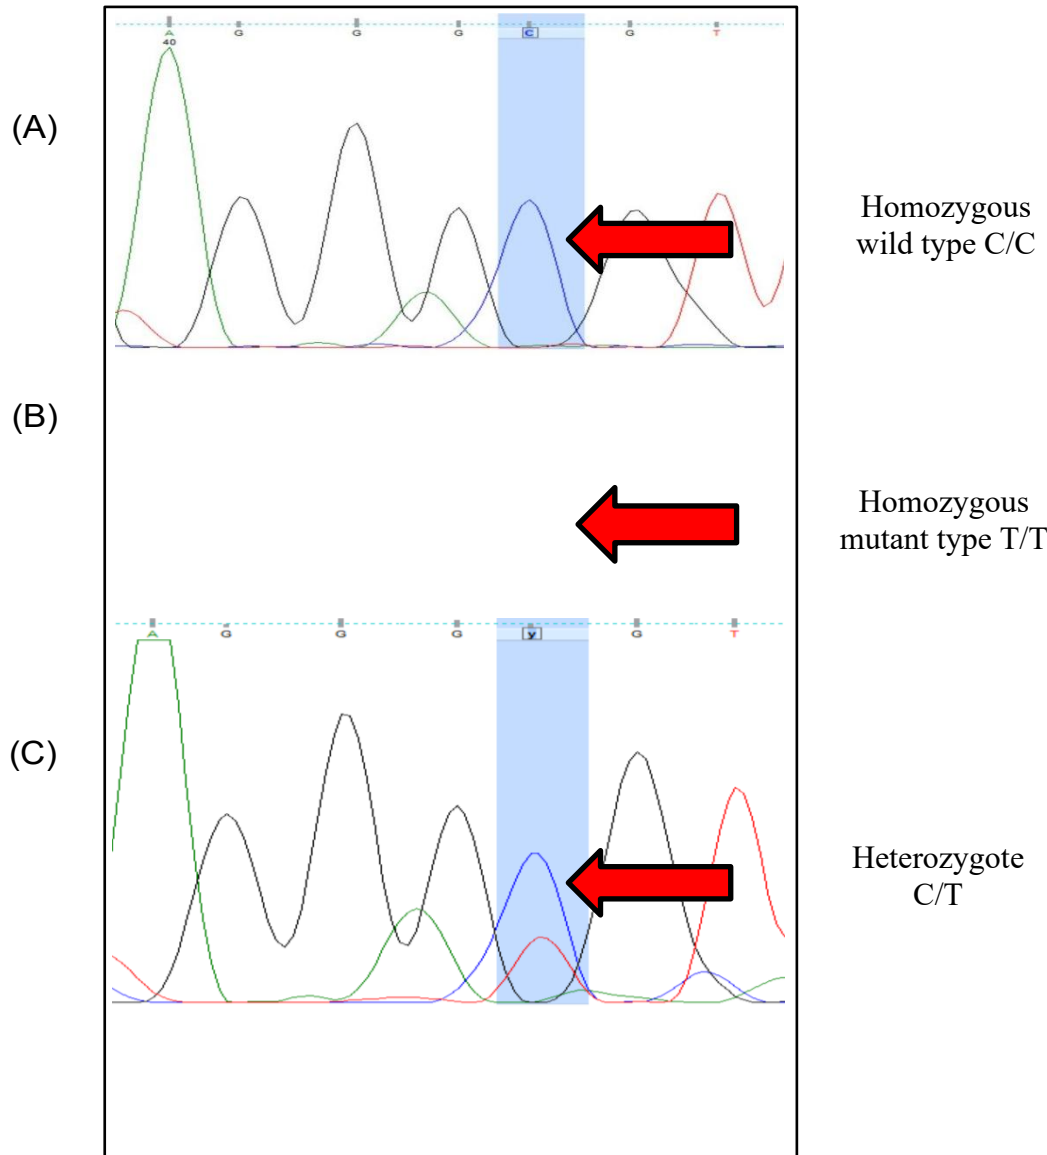 A G G G C G T
40
(A)
Homozygous
wild type C/C
(B)
Homozygous
mutant type T/T
A G G G y G T
(C)
Heterozygote
C/T